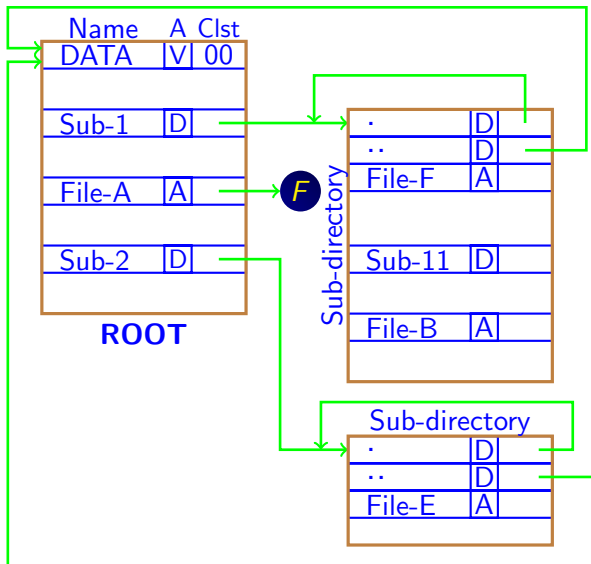 Name A Clst
DATA V 00
Sub-1 D
File-A A
Sub-2 D
ROOT
F
Sub-directory
. D
.. D
File-F A
Sub-11 D
File-B A
Sub-directory
. D
.. D
File-E A